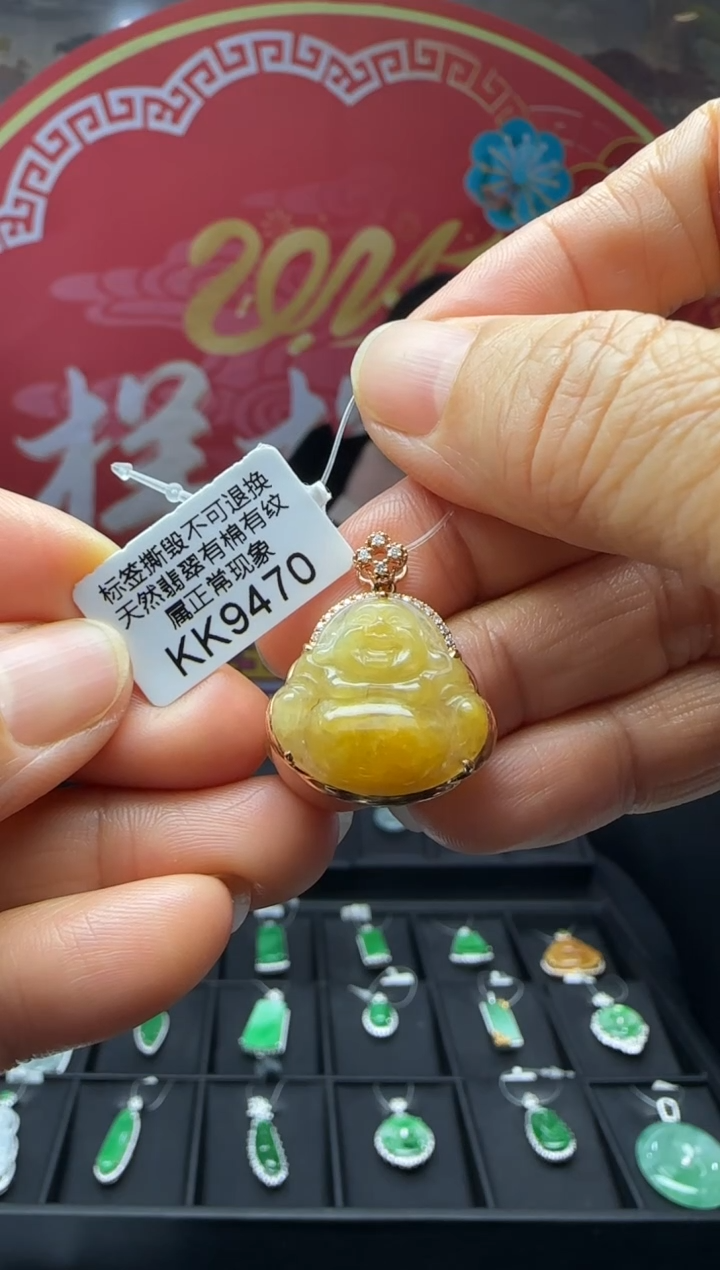 标签撕毁不可退换
天然翡翠有棉有纹
属正常现象
KK9470